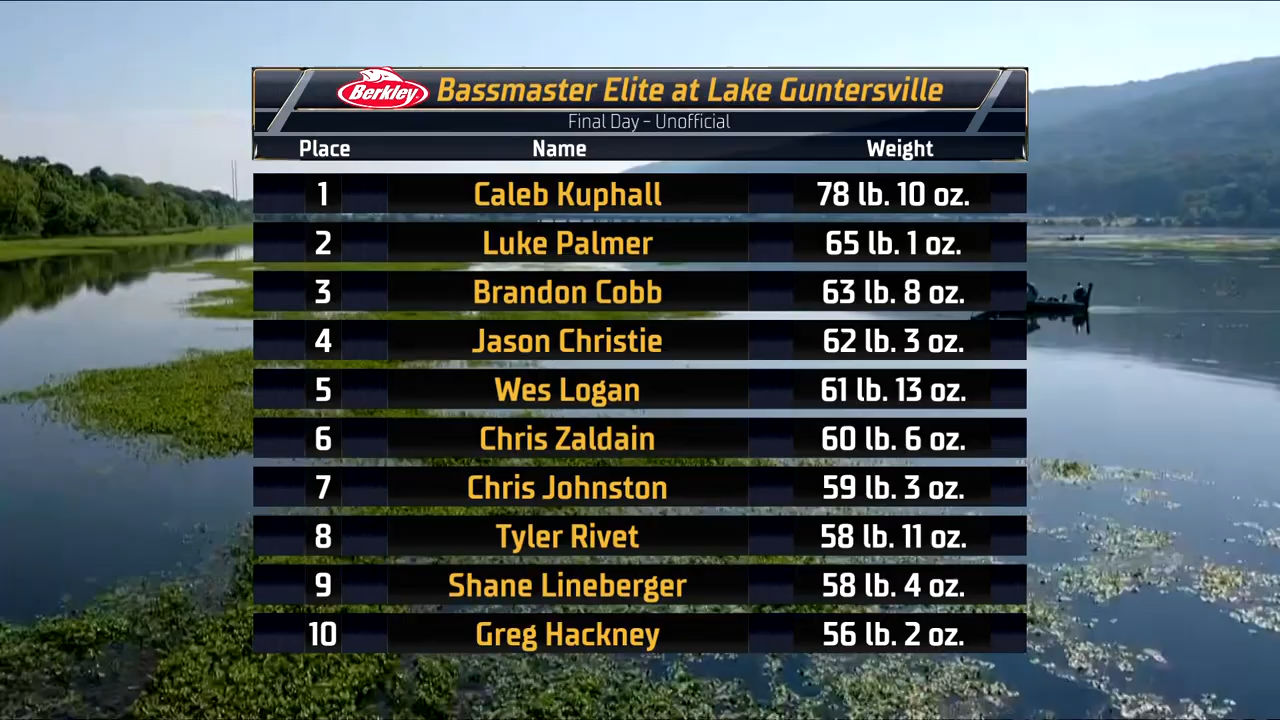 Berkley Bassmaster Elite at Lake Guntersville
Final Day - Unofficial
Place Name Weight
1 Caleb Kuphall 78 lb. 10 oz.
2 Luke Palmer 65 lb. 1 oz.
3 Brandon Cobb 63 lb. 8 oz.
4 Jason Christie 62 lb. 3 oz.
5 Wes Logan 61 lb. 13 oz.
6 Chris Zaldain 60 lb. 6 oz.
7 Chris Johnston 59 lb. 3 oz.
8 Tyler Rivet 58 lb. 11 oz.
9 Shane Lineberger 58 lb. 4 oz.
10 Greg Hackney 56 lb. 2 oz.